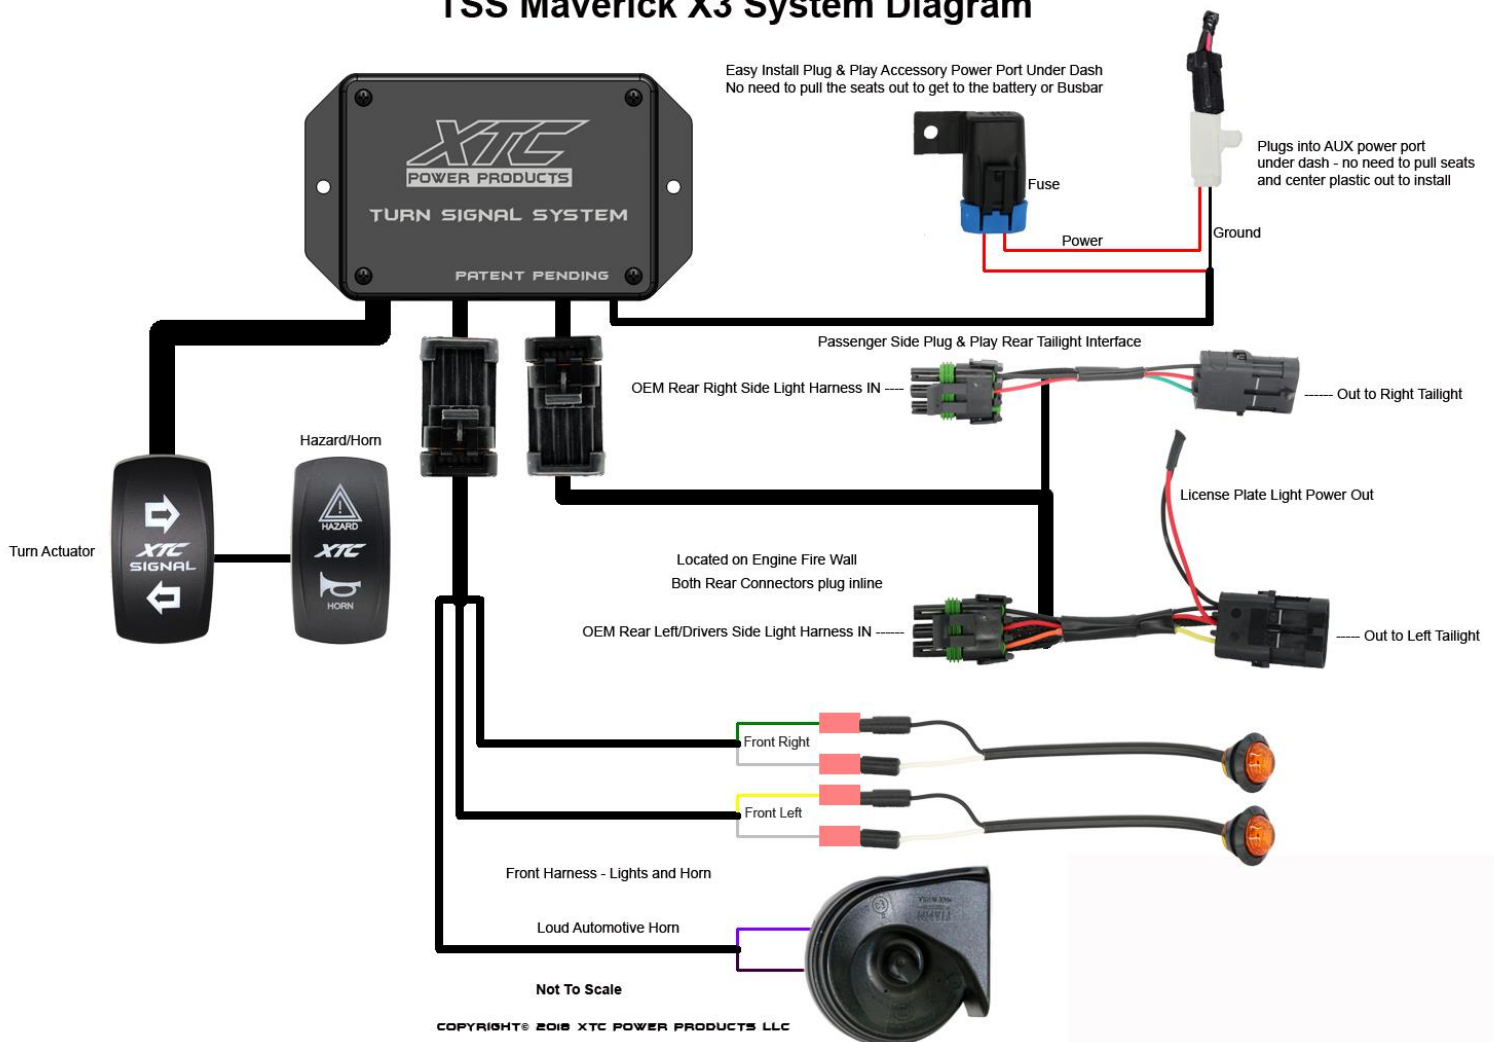 TSS Maverick X3 System Diagram
Easy Install Plug & Play Accessory Power Port Under Dash
No need to pull the seats out to get to the battery or Busbar
XTC
POWER PRODUCTS
TURN SIGNAL SYSTEM
PATENT PENDING
Fuse
Plugs into AUX power port
under dash - no need to pull seats
and center plastic out to install
Power
Ground
Passenger Side Plug & Play Rear Tailight Interface
OEM Rear Right Side Light Harness IN ----
------ Out to Right Tailight
Hazard/Horn
HAZARD
XTC
HORN
Turn Actuator
XTC
SIGNAL
License Plate Light Power Out
Located on Engine Fire Wall
Both Rear Connectors plug inline
OEM Rear Left/Drivers Side Light Harness IN ------
----- Out to Left Tailight
Front Right
Front Left
Front Harness - Lights and Horn
Loud Automotive Horn
Not To Scale
COPYRIGHT© 2018 XTC POWER PRODUCTS LLC